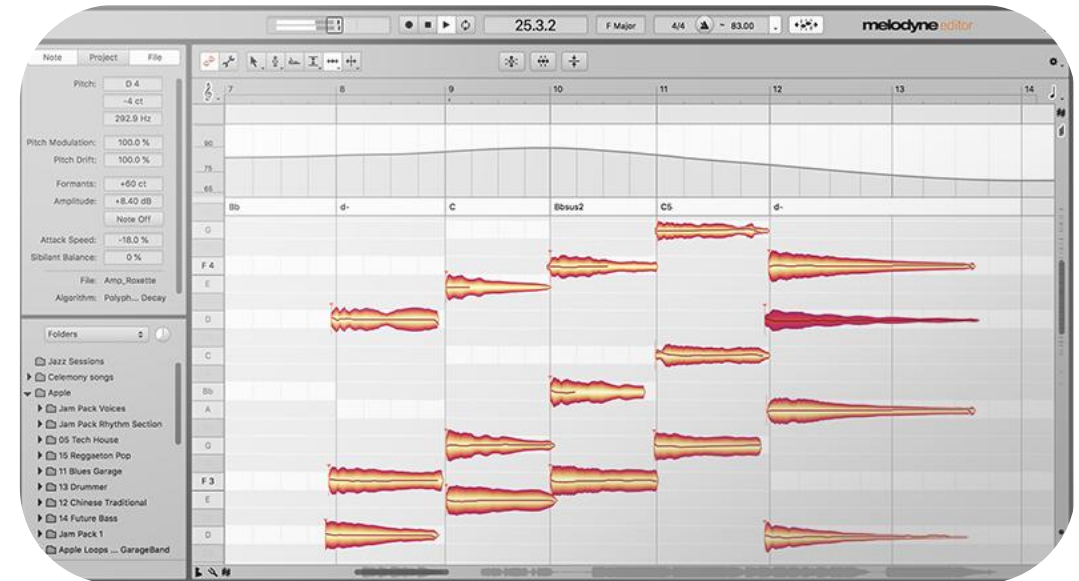 25.3.2 F Major 4/4 ~ 83.00 melodyne editor
Note Project File
Pitch: D 4
-4 ct
292.9 Hz
Pitch Modulation: 100.0 %
Pitch Drift: 100.0 %
Formants: +60 ct
Amplitude: +8.40 dB
Note Off
Attack Speed: -18.0 %
Sibilant Balance: 0 %
File: Amp_Roxette
Algorithm: Polyph... Decay
Folders
Jazz Sessions
Celemony songs
Apple
Jam Pack Voices
Jam Pack Rhythm Section
05 Tech House
15 Reggaeton Pop
11 Blues Garage
13 Drummer
12 Chinese Traditional
14 Future Bass
Jam Pack 1
Apple Loops ... GarageBand
7 8 9 10 11 12 13 14
90
75
65
Bb d- C Bbsus2 C5 d-
G
F 4
E
D
C
Bb
A
G
F 3
E
D